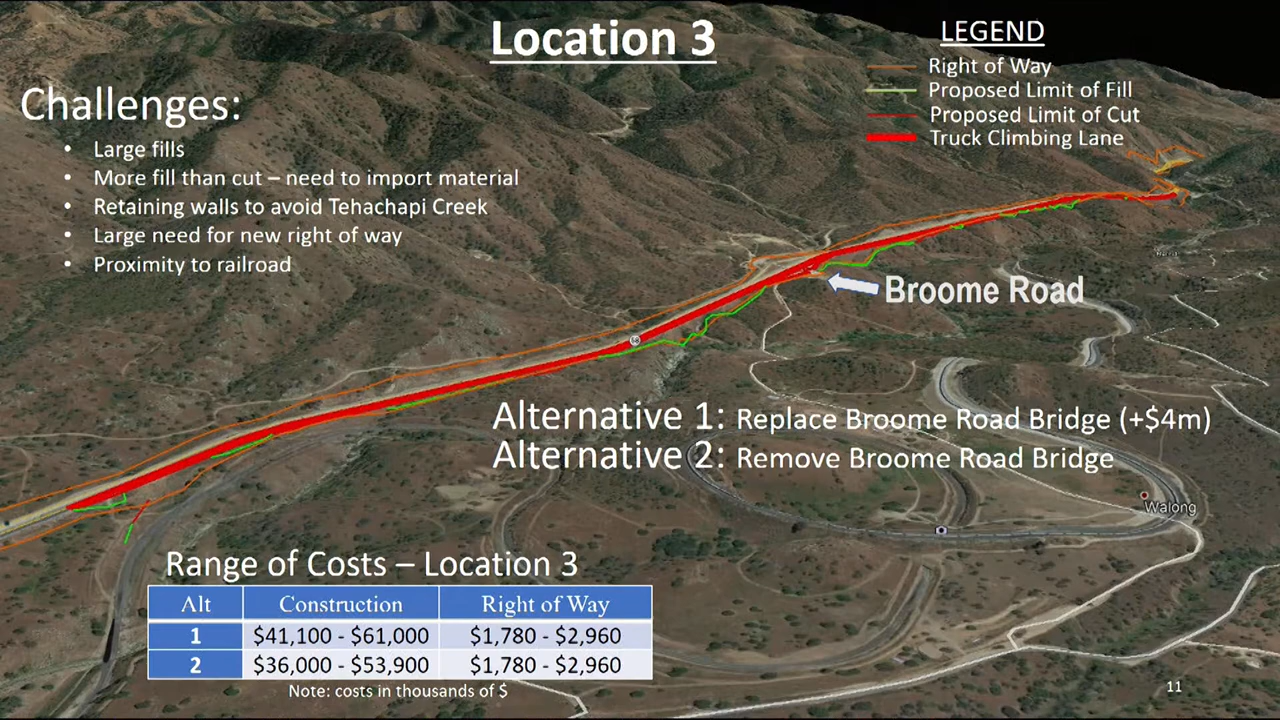 Location 3
LEGEND
Right of Way
Proposed Limit of Fill
Proposed Limit of Cut
Truck Climbing Lane
Challenges:
• Large fills
• More fill than cut – need to import material
• Retaining walls to avoid Tehachapi Creek
• Large need for new right of way
• Proximity to railroad
Broome Road
58
Alternative 1: Replace Broome Road Bridge (+$4m)
Alternative 2: Remove Broome Road Bridge
Walong
Range of Costs – Location 3
Alt Construction Right of Way
1 $41,100 - $61,000 $1,780 - $2,960
2 $36,000 - $53,900 $1,780 - $2,960
Note: costs in thousands of $
11